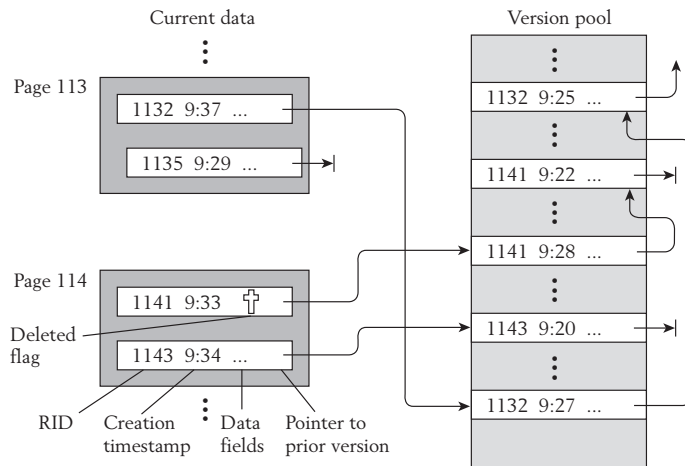 Current data
Version pool
Page 113
1132 9:37 ...
1135 9:29 ...
Page 114
1141 9:33
1143 9:34 ...
Deleted
flag
RID
Creation
timestamp
Data
fields
Pointer to
prior version
1132 9:25 ...
1141 9:22 ...
1141 9:28 ...
1143 9:20 ...
1132 9:27 ...